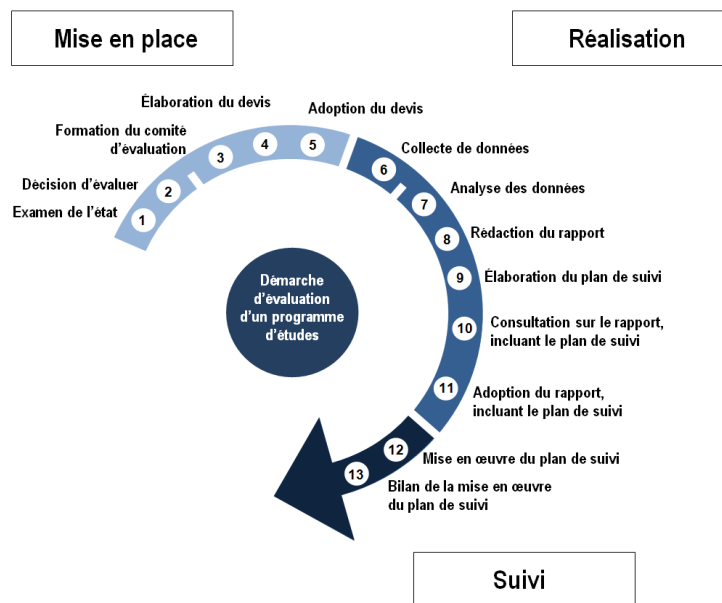 Mise en place
Réalisation
Élaboration du devis
Adoption du devis
Formation du comité
d'évaluation
Collecte de données
Décision d'évaluer
Analyse des données
Examen de l'état
Rédaction du rapport
Élaboration du plan de suivi
Consultation sur le rapport,
incluant le plan de suivi
Adoption du rapport,
incluant le plan de suivi
Mise en œuvre du plan de suivi
Bilan de la mise en œuvre
du plan de suivi
1
2
3
4
5
6
7
8
9
10
11
12
13
Démarche
d'évaluation
d'un programme
d'études
Suivi